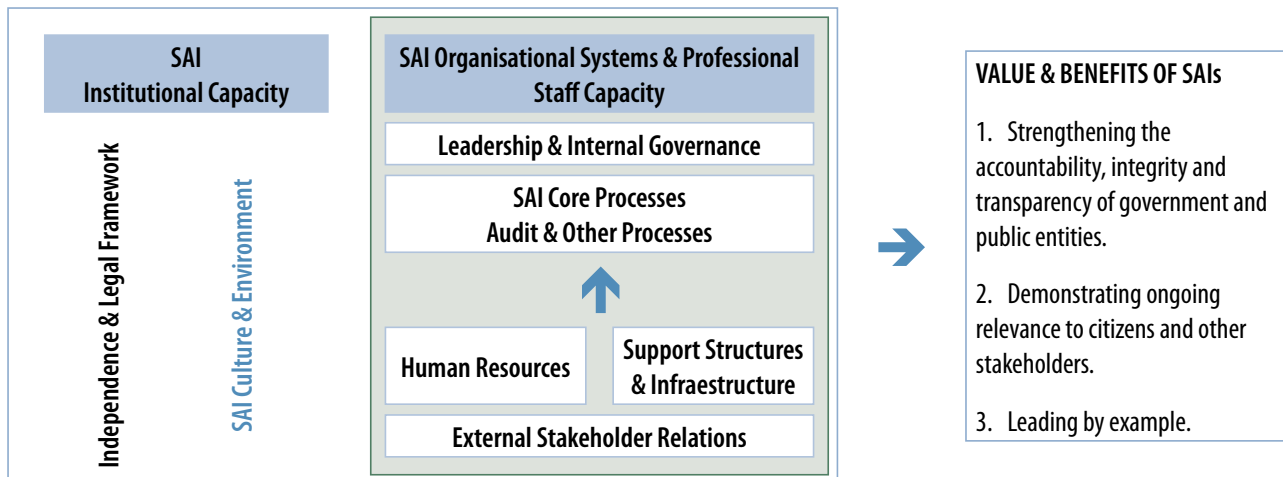 SAI
Institutional Capacity
Independence & Legal Framework
SAI Culture & Environment
SAI Organisational Systems & Professional
Staff Capacity
Leadership & Internal Governance
SAI Core Processes
Audit & Other Processes
Human Resources
Support Structures
& Infraestructure
External Stakeholder Relations
VALUE & BENEFITS OF SAIs
1. Strengthening the
accountability, integrity and
transparency of government and
public entities.
2. Demonstrating ongoing
relevance to citizens and other
stakeholders.
3. Leading by example.